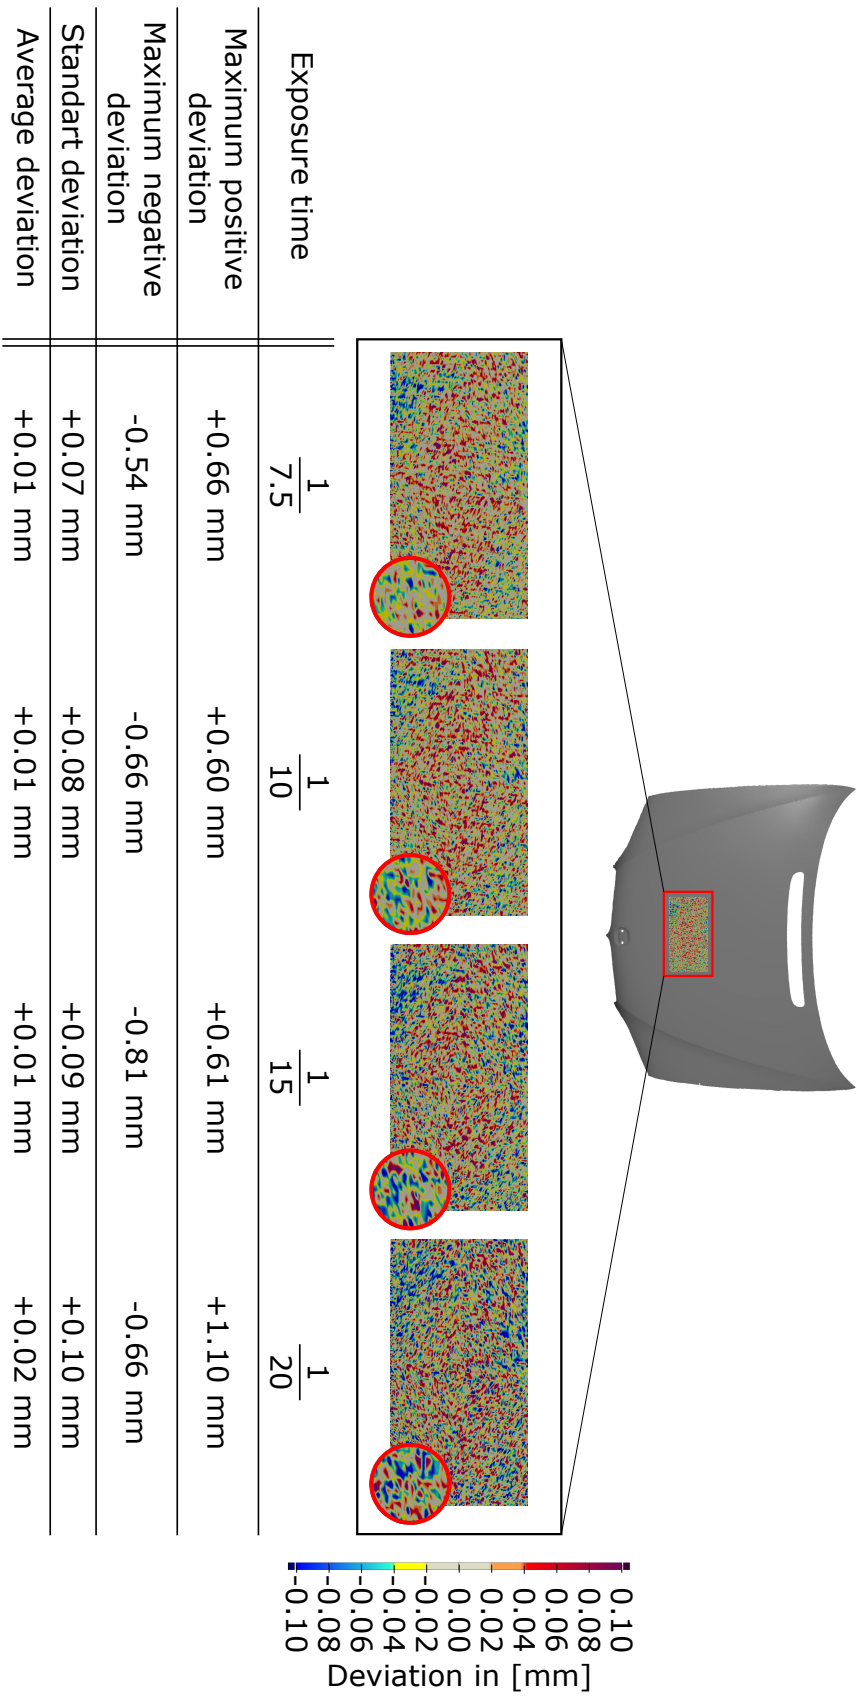 0.10
0.08
0.06
0.04
0.02
0.00
-0.02
-0.04
-0.06
-0.08
-0.10
Deviation in [mm]
Exposure time 1/7.5 1/10 1/15 1/20
Maximum positive
deviation +0.66 mm +0.60 mm +0.61 mm +1.10 mm
Maximum negative
deviation -0.54 mm -0.66 mm -0.81 mm -0.66 mm
Standart deviation +0.07 mm +0.08 mm +0.09 mm +0.10 mm
Average deviation +0.01 mm +0.01 mm +0.01 mm +0.02 mm